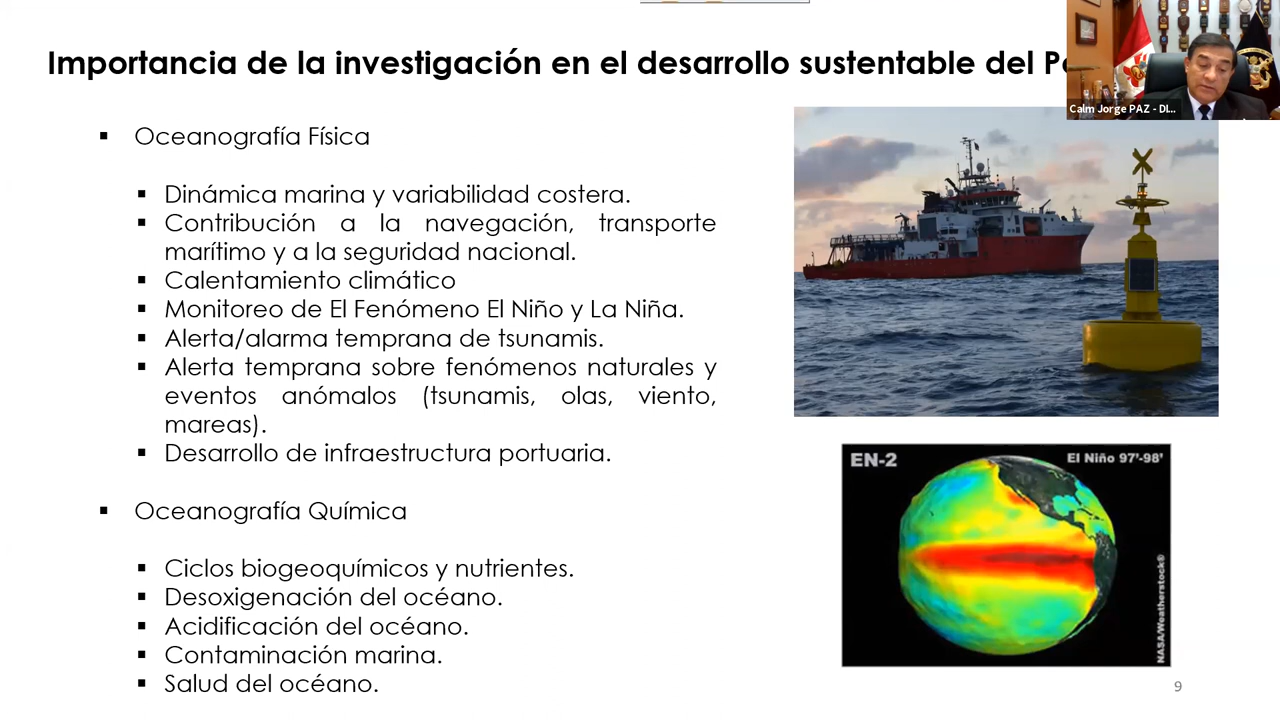 Importancia de la investigación en el desarrollo sustentable del
Calm Jorge PAZ - DI...
▪ Oceanografía Física
▪ Dinámica marina y variabilidad costera.
▪ Contribución a la navegación, transporte
marítimo y a la seguridad nacional.
▪ Calentamiento climático
▪ Monitoreo de El Fenómeno El Niño y La Niña.
▪ Alerta/alarma temprana de tsunamis.
▪ Alerta temprana sobre fenómenos naturales y
eventos anómalos (tsunamis, olas, viento,
mareas).
▪ Desarrollo de infraestructura portuaria.
▪ Oceanografía Química
▪ Ciclos biogeoquímicos y nutrientes.
▪ Desoxigenación del océano.
▪ Acidificación del océano.
▪ Contaminación marina.
▪ Salud del océano.
EN-2
El Niño 97'-98'
NASA/Weatherstock®
9